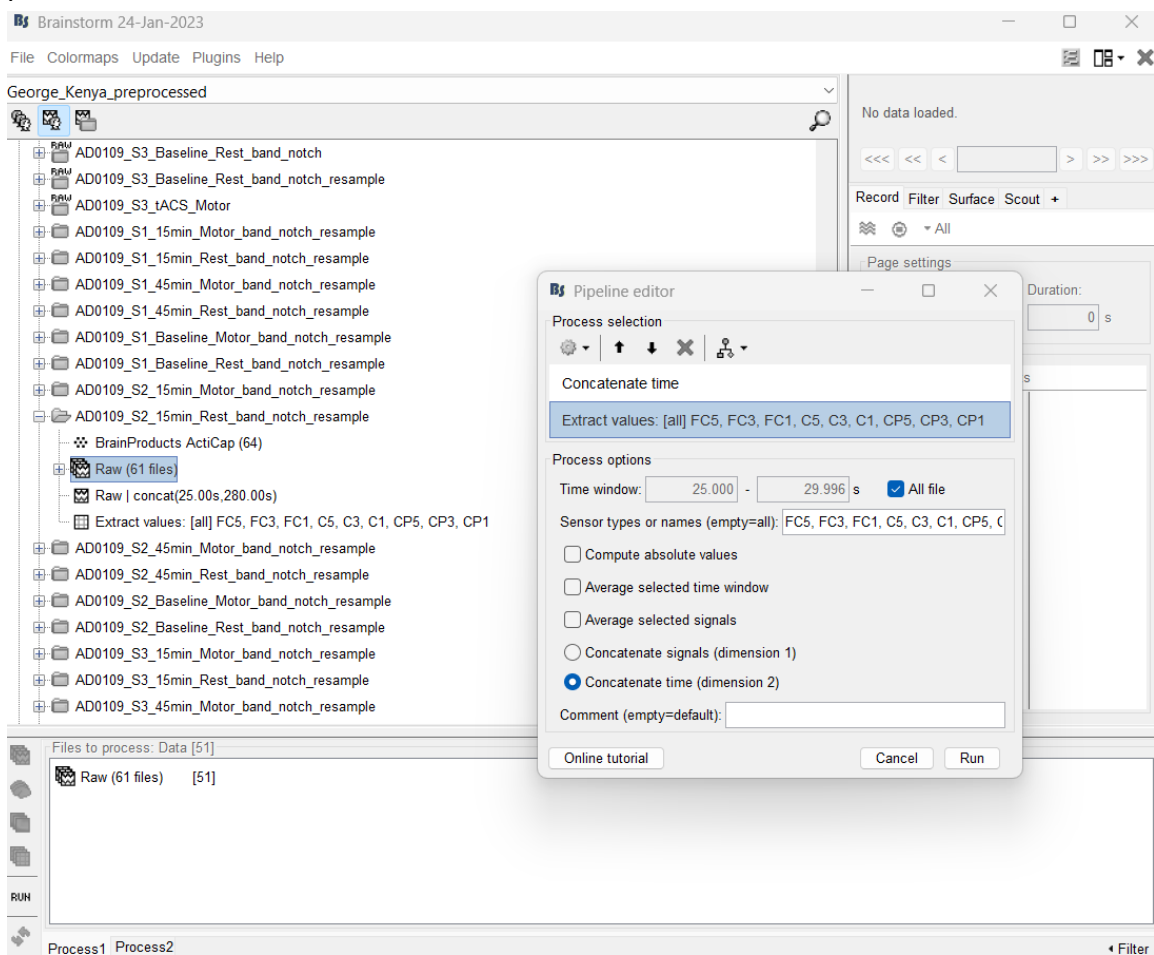 Brainstorm 24-Jan-2023
File Colormaps Update Plugins Help
George_Kenya_preprocessed
AD0109_S3_Baseline_Rest_band_notch
AD0109_S3_Baseline_Rest_band_notch_resample
AD0109_S3_tACS_Motor
AD0109_S1_15min_Motor_band_notch_resample
AD0109_S1_15min_Rest_band_notch_resample
AD0109_S1_45min_Motor_band_notch_resample
AD0109_S1_45min_Rest_band_notch_resample
AD0109_S1_Baseline_Motor_band_notch_resample
AD0109_S1_Baseline_Rest_band_notch_resample
AD0109_S2_15min_Motor_band_notch_resample
AD0109_S2_15min_Rest_band_notch_resample
BrainProducts ActiCap (64)
Raw (61 files)
Raw | concat(25.00s,280.00s)
Extract values: [all] FC5, FC3, FC1, C5, C3, C1, CP5, CP3, CP1
AD0109_S2_45min_Motor_band_notch_resample
AD0109_S2_45min_Rest_band_notch_resample
AD0109_S2_Baseline_Motor_band_notch_resample
AD0109_S2_Baseline_Rest_band_notch_resample
AD0109_S3_15min_Motor_band_notch_resample
AD0109_S3_15min_Rest_band_notch_resample
AD0109_S3_45min_Motor_band_notch_resample
No data loaded.
<<< << < > >> >>>
Record Filter Surface Scout +
All
Page settings
Duration:
0 s
s
Pipeline editor
Process selection
Concatenate time
Extract values: [all] FC5, FC3, FC1, C5, C3, C1, CP5, CP3, CP1
Process options
Time window: 25.000 - 29.996 s All file
Sensor types or names (empty=all): FC5, FC3, FC1, C5, C3, C1, CP5, C
Compute absolute values
Average selected time window
Average selected signals
Concatenate signals (dimension 1)
Concatenate time (dimension 2)
Comment (empty=default):
Online tutorial Cancel Run
Files to process: Data [51]
Raw (61 files) [51]
RUN
Process1 Process2
Filter